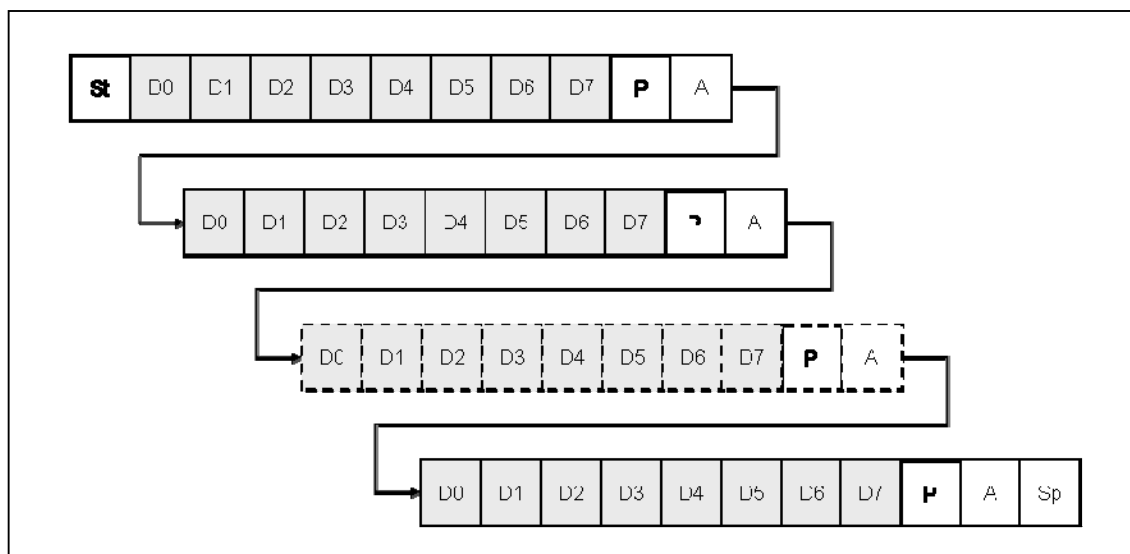 St D0 D1 D2 D3 D4 D5 D6 D7 P A
D0 D1 D2 D3 D4 D5 D6 D7 A
D0 D1 D2 D3 D4 D5 D6 D7 P A
D0 D1 D2 D3 D4 D5 D6 D7 P A Sp